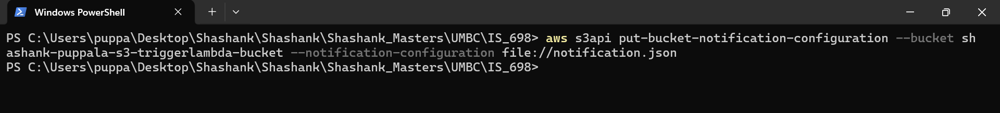 Windows PowerShell
PS C:\Users\puppa\Desktop\Shashank\Shashank\Shashank_Masters\UMBC\IS_698> aws s3api put-bucket-notification-configuration --bucket sh
ashank-puppala-s3-triggerlambda-bucket --notification-configuration file://notification.json
PS C:\Users\puppa\Desktop\Shashank\Shashank\Shashank_Masters\UMBC\IS_698>